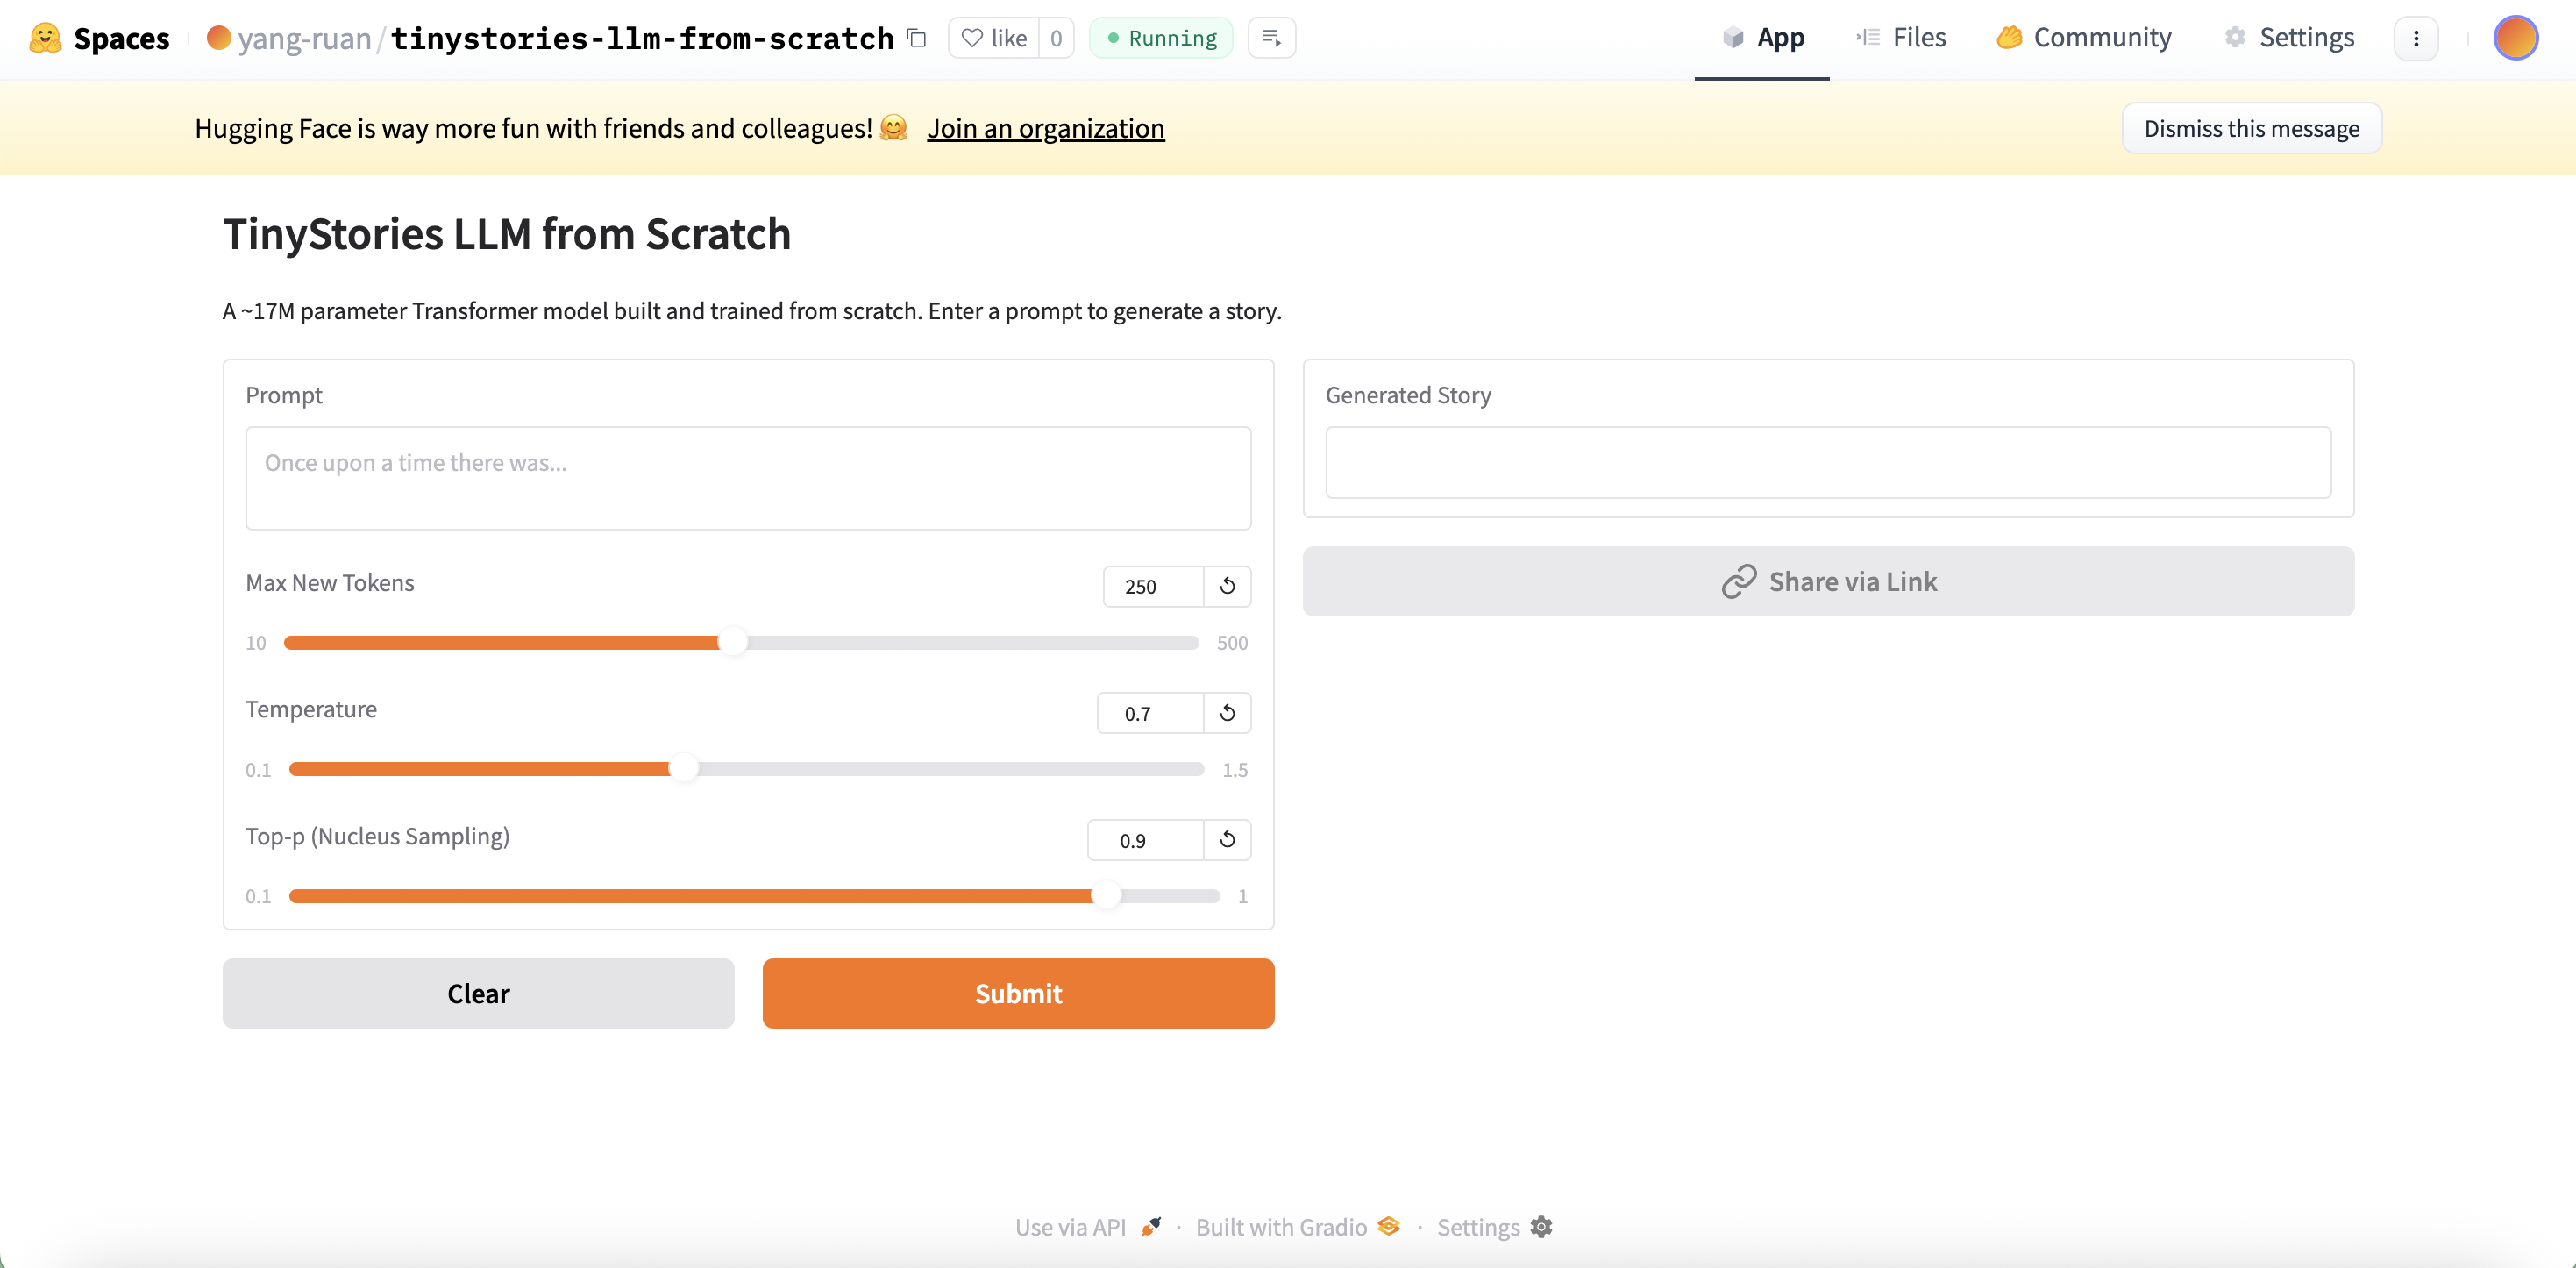 Spaces
yang-ruan/tinystories-llm-from-scratch
like 0
Running
App
Files
Community
Settings
Hugging Face is way more fun with friends and colleagues! 🤗 Join an organization
Dismiss this message
TinyStories LLM from Scratch
A ~17M parameter Transformer model built and trained from scratch. Enter a prompt to generate a story.
Prompt
Once upon a time there was...
Max New Tokens
250
10
500
Temperature
0.7
0.1
1.5
Top-p (Nucleus Sampling)
0.9
0.1
1
Clear
Submit
Generated Story
Share via Link
Use via API · Built with Gradio · Settings